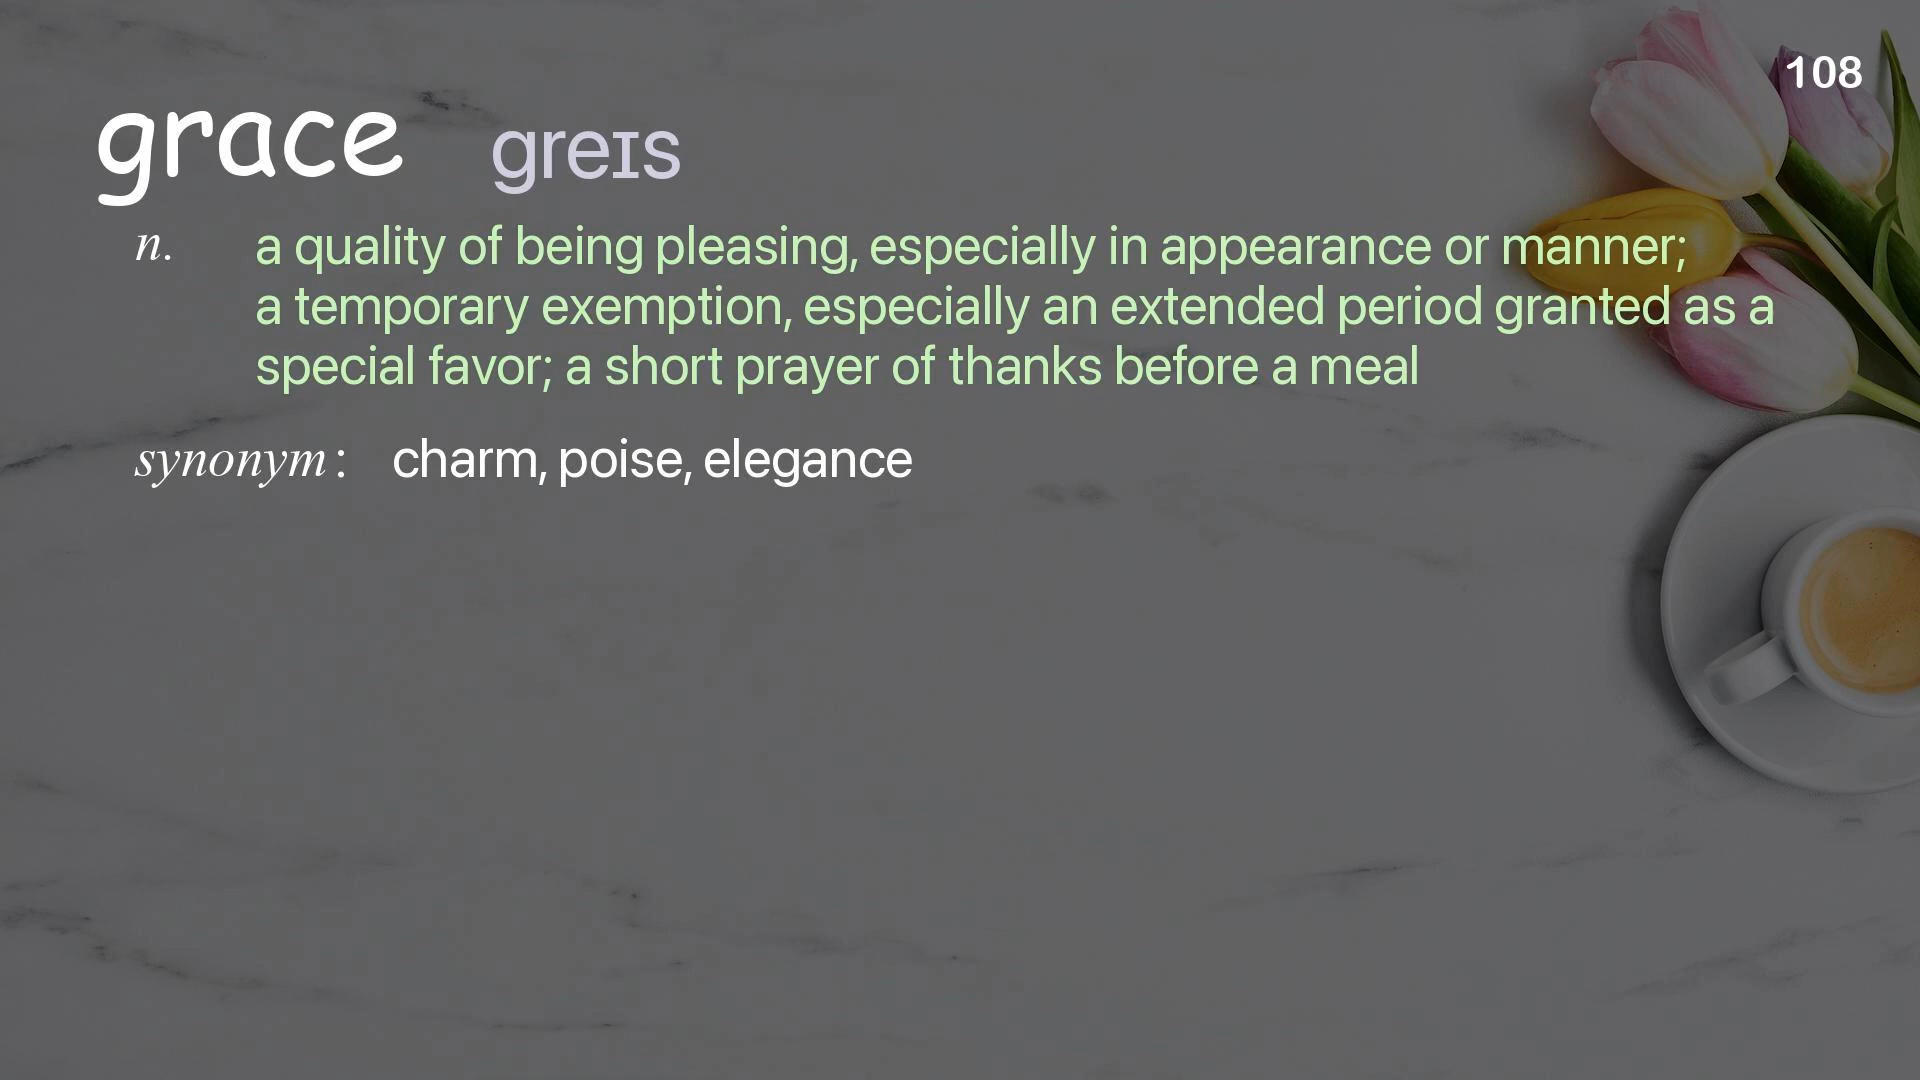 108
grace greɪs
n. a quality of being pleasing, especially in appearance or manner;
a temporary exemption, especially an extended period granted as a
special favor; a short prayer of thanks before a meal
synonym : charm, poise, elegance